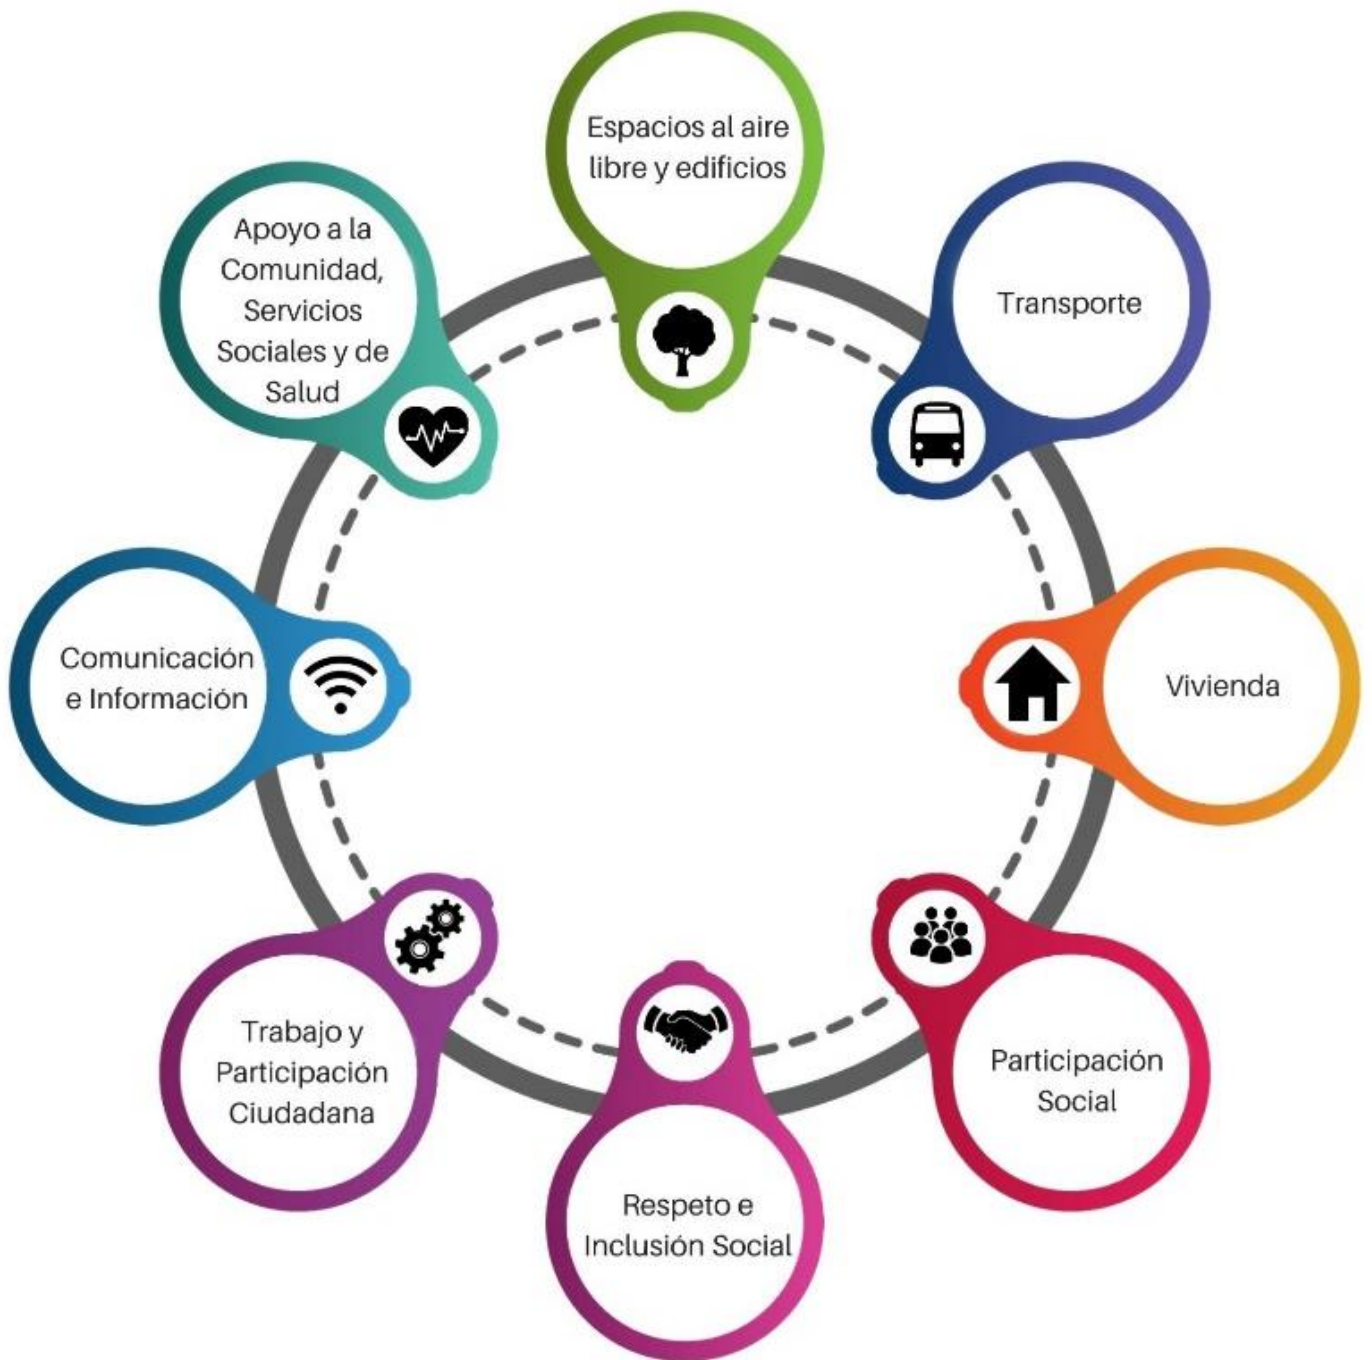 Espacios al aire
libre y edificios
Transporte
Vivienda
Participación
Social
Respeto e
Inclusión Social
Trabajo y
Participación
Ciudadana
Comunicación
e Información
Apoyo a la
Comunidad,
Servicios
Sociales y de
Salud